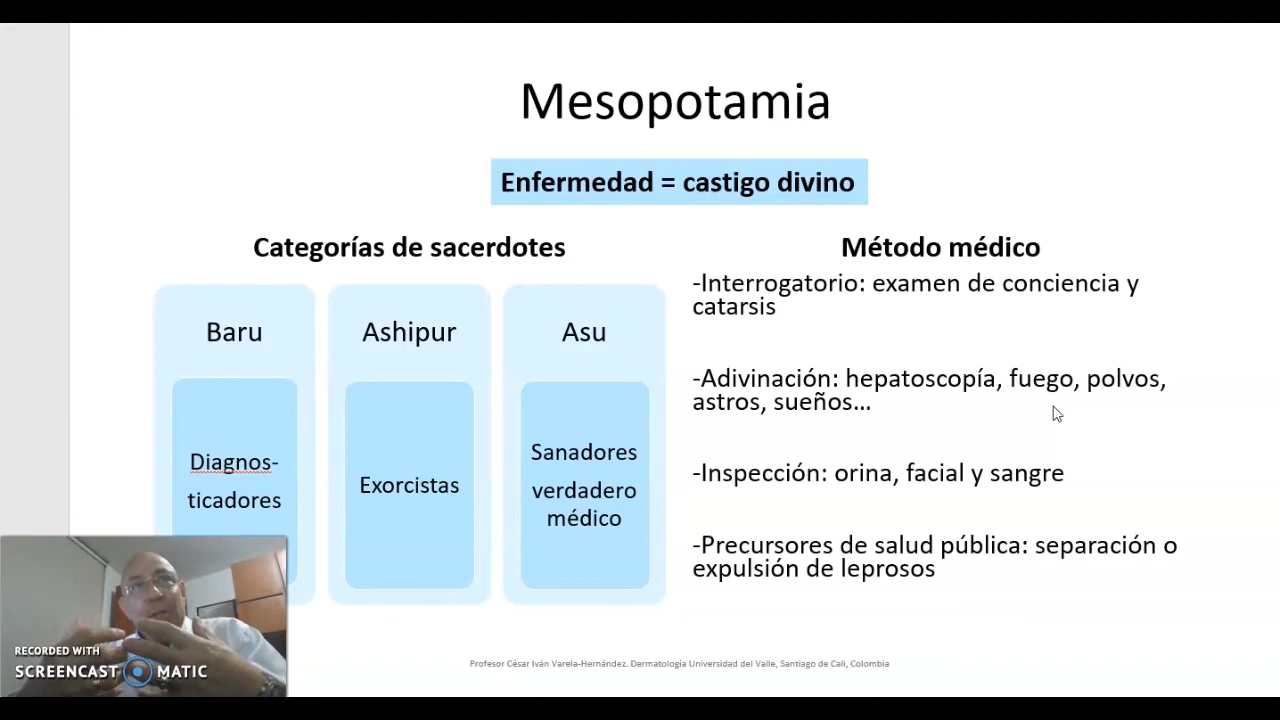 Mesopotamia
Enfermedad = castigo divino
Categorías de sacerdotes
Baru
Diagnos-
ticadores
Ashipur
Exorcistas
Asu
Sanadores
verdadero
médico
Método médico
-Interrogatorio: examen de conciencia y
catarsis
-Adivinación: hepatoscopía, fuego, polvos,
astros, sueños...
-Inspección: orina, facial y sangre
-Precursores de salud pública: separación o
expulsión de leprosos
RECORDED WITH
SCREENCAST MATIC
Profesor César Iván Varela-Hernández. Dermatología Universidad del Valle, Santiago de Cali, Colombia